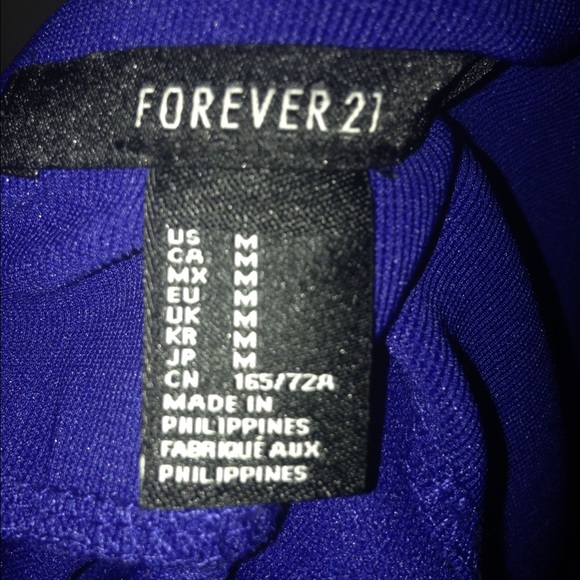 FOREVER 21
US M
CA M
MX M
EU M
UK M
KR M
JP M
CN 165/72A
MADE IN
PHILIPPINES
FABRIQUÉ AUX
PHILIPPINES